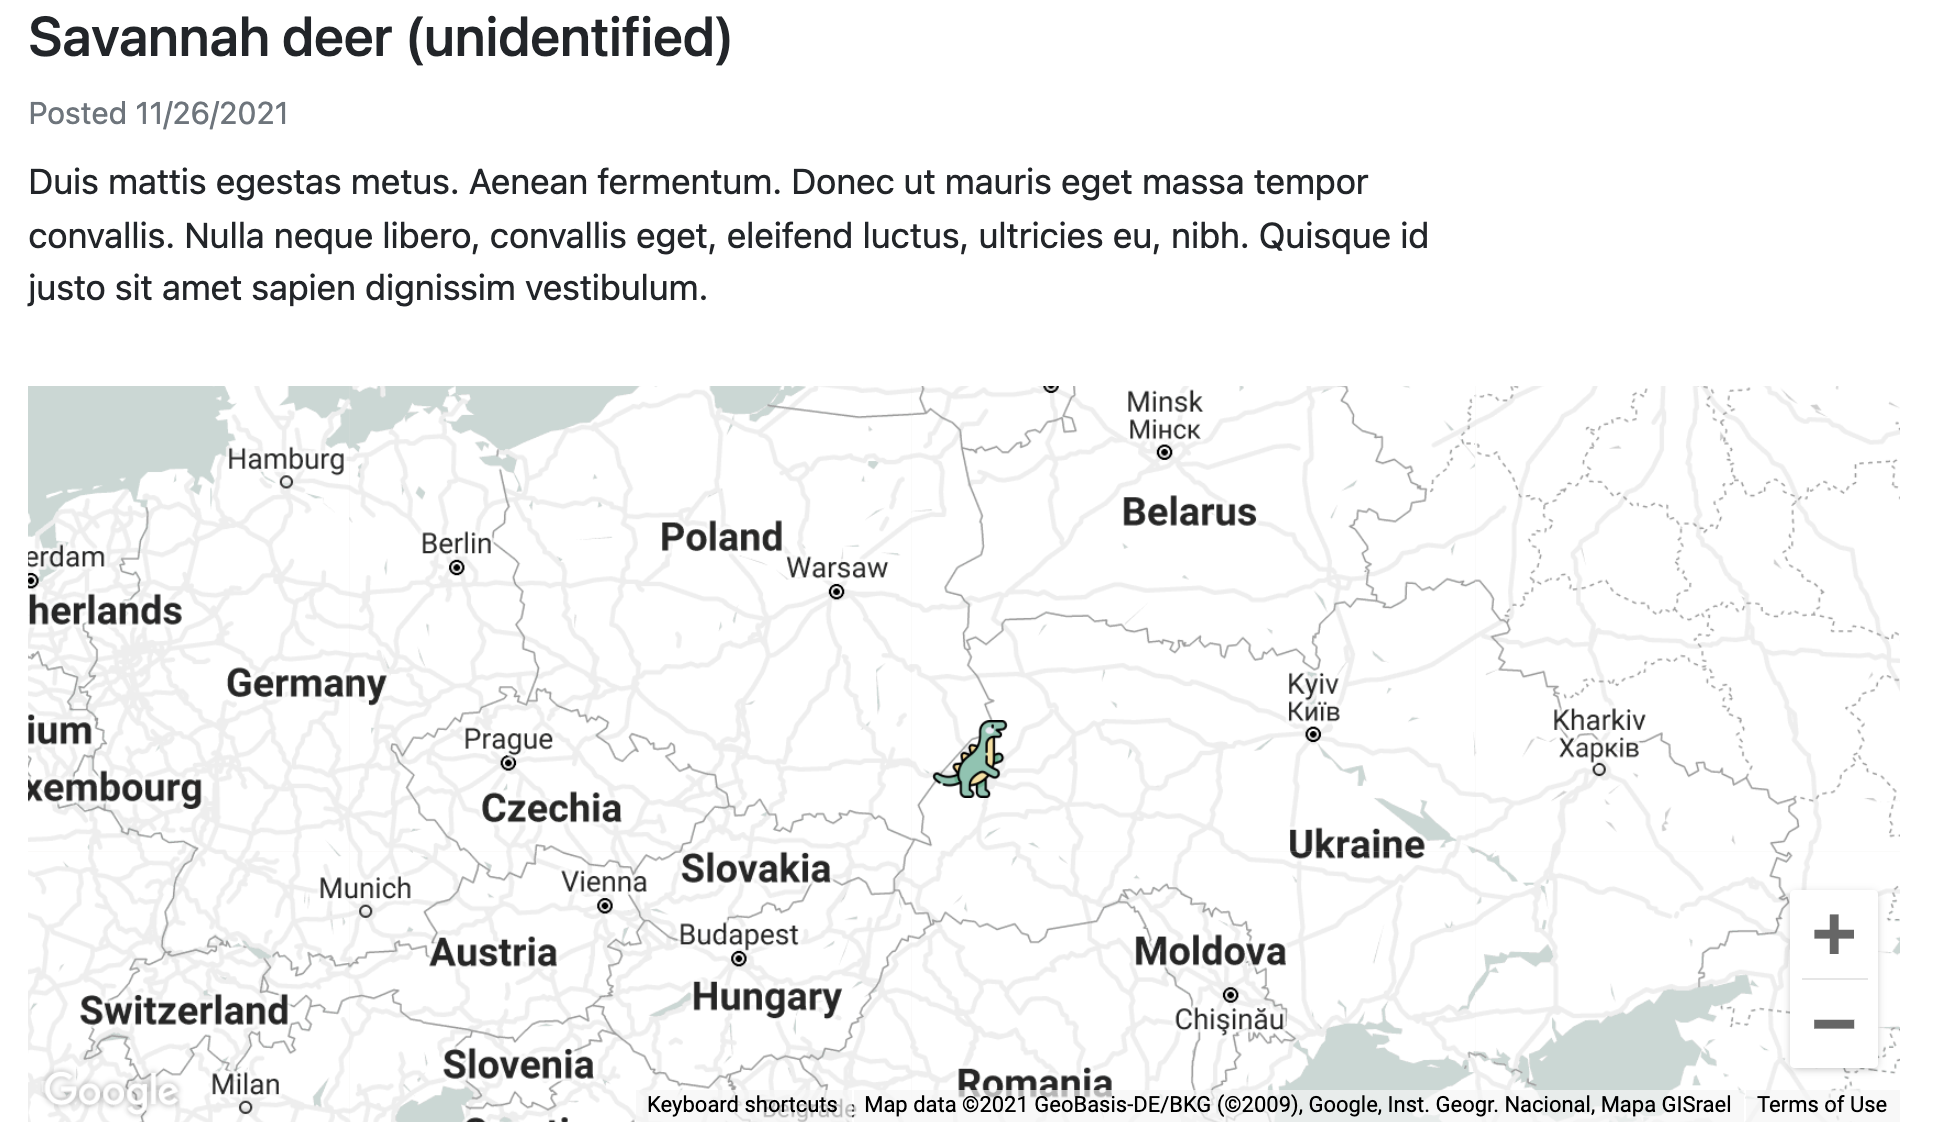 Savannah deer (unidentified)
Posted 11/26/2021
Duis mattis egestas metus. Aenean fermentum. Donec ut mauris eget massa tempor
convallis. Nulla neque libero, convallis eget, eleifend luctus, ultricies eu, nibh. Quisque id
justo sit amet sapien dignissim vestibulum.
Minsk
Мінск
Hamburg
Belarus
Berlin
Poland
erdam
Warsaw
herlands
Germany
Kyiv
Київ
Kharkiv
Харків
ium
Prague
xembourg
Czechia
Ukraine
Slovakia
Munich
Vienna
Budapest
Austria
Moldova
Hungary
Switzerland
Chișinău
Slovenia
Google
Milan
Romania
Keyboard shortcuts
Map data ©2021 GeoBasis-DE/BKG (©2009), Google, Inst. Geogr. Nacional, Mapa GISrael
Terms of Use